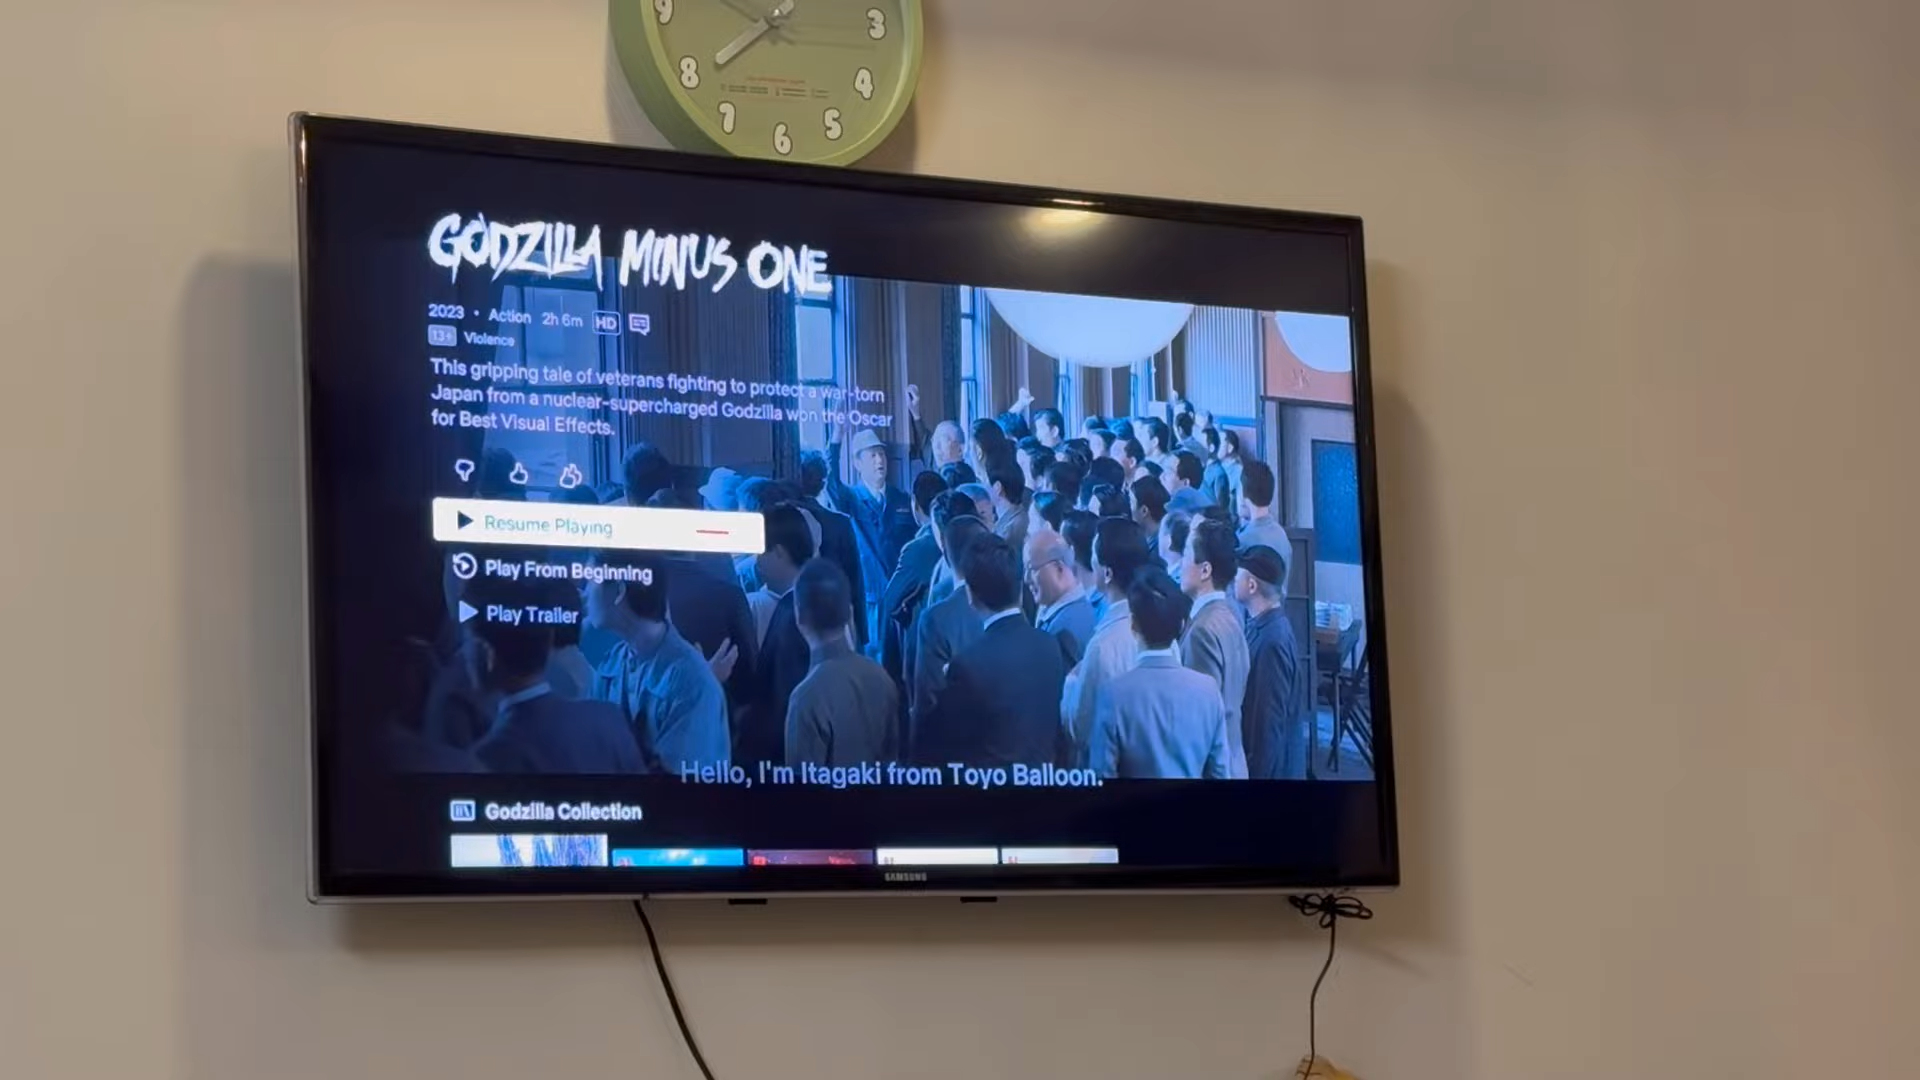 9
3
8
4
7
5
6
GODZILLA MINUS ONE
2023 • Action 2h 6m HD
13+ Violence
This gripping tale of veterans fighting to protect a war-torn
Japan from a nuclear-supercharged Godzilla won the Oscar
for Best Visual Effects.
Resume Playing
Play From Beginning
Play Trailer
Hello, I'm Itagaki from Toyo Balloon.
Godzilla Collection
SAMSUNG